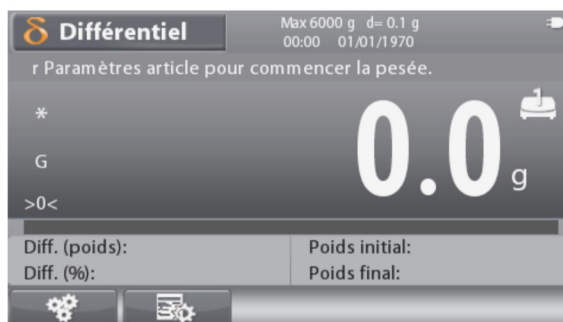 δ Différentiel
Max 6000 g d= 0.1 g
00:00 01/01/1970
r Paramètres article pour commencer la pesée.
*
1
0.0 g
G
>0<
Diff. (poids):
Poids initial:
Diff. (%):
Poids final: